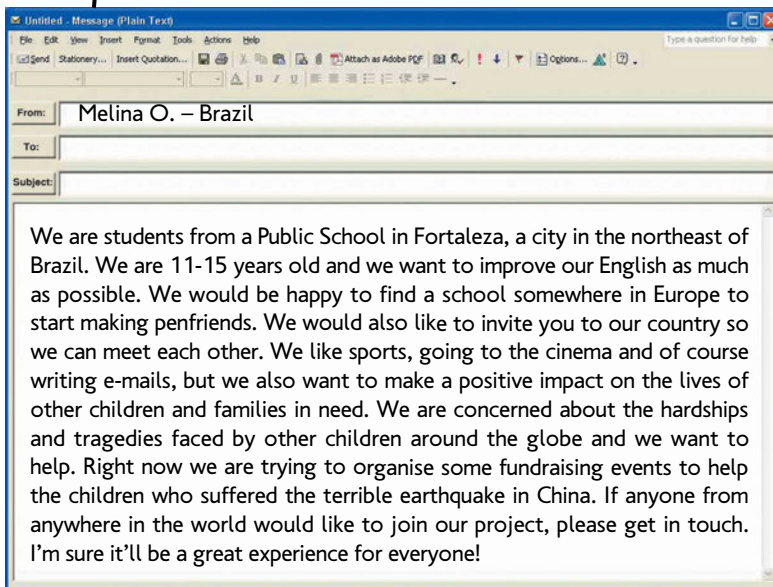 Untitled - Message (Plain Text)
File Edit View Insert Format Tools Actions Help Type a question for help
Send Stationery... Insert Quotation... Attach as Adobe PDF Options...
A B I U
From: Melina O. – Brazil
To:
Subject:
We are students from a Public School in Fortaleza, a city in the northeast of
Brazil. We are 11-15 years old and we want to improve our English as much
as possible. We would be happy to find a school somewhere in Europe to
start making penfriends. We would also like to invite you to our country so
we can meet each other. We like sports, going to the cinema and of course
writing e-mails, but we also want to make a positive impact on the lives of
other children and families in need. We are concerned about the hardships
and tragedies faced by other children around the globe and we want to
help. Right now we are trying to organise some fundraising events to help
the children who suffered the terrible earthquake in China. If anyone from
anywhere in the world would like to join our project, please get in touch.
I'm sure it'll be a great experience for everyone!